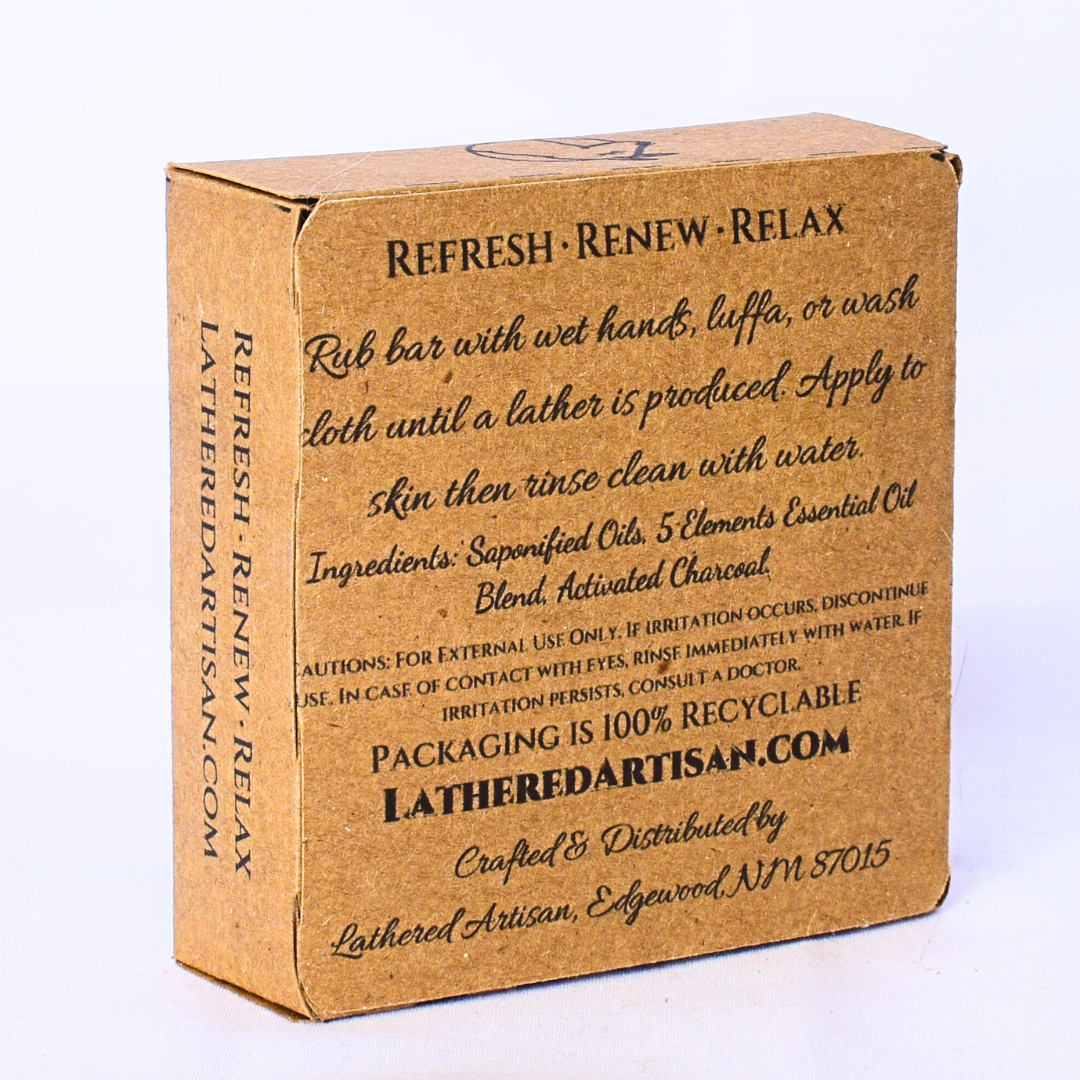 REFRESH · RENEW · RELAX
Rub bar with wet hands, luffa, or wash
cloth until a lather is produced. Apply to
skin then rinse clean with water.
Ingredients: Saponified Oils, 5 Elements Essential Oil
Blend, Activated Charcoal,
AUTIONS: FOR EXTERNAL USE ONLY. IF IRRITATION OCCURS, DISCONTINUE
USE. IN CASE OF CONTACT WITH EYES, RINSE IMMEDIATELY WITH WATER. IF
IRRITATION PERSISTS, CONSULT A DOCTOR.
PACKAGING IS 100% RECYCLABLE
LATHEREDARTISAN.COM
Crafted & Distributed by
Lathered Artisan, Edgewood, NM 87015
REFRESH · RENEW · RELAX
LATHEREDARTISAN.COM